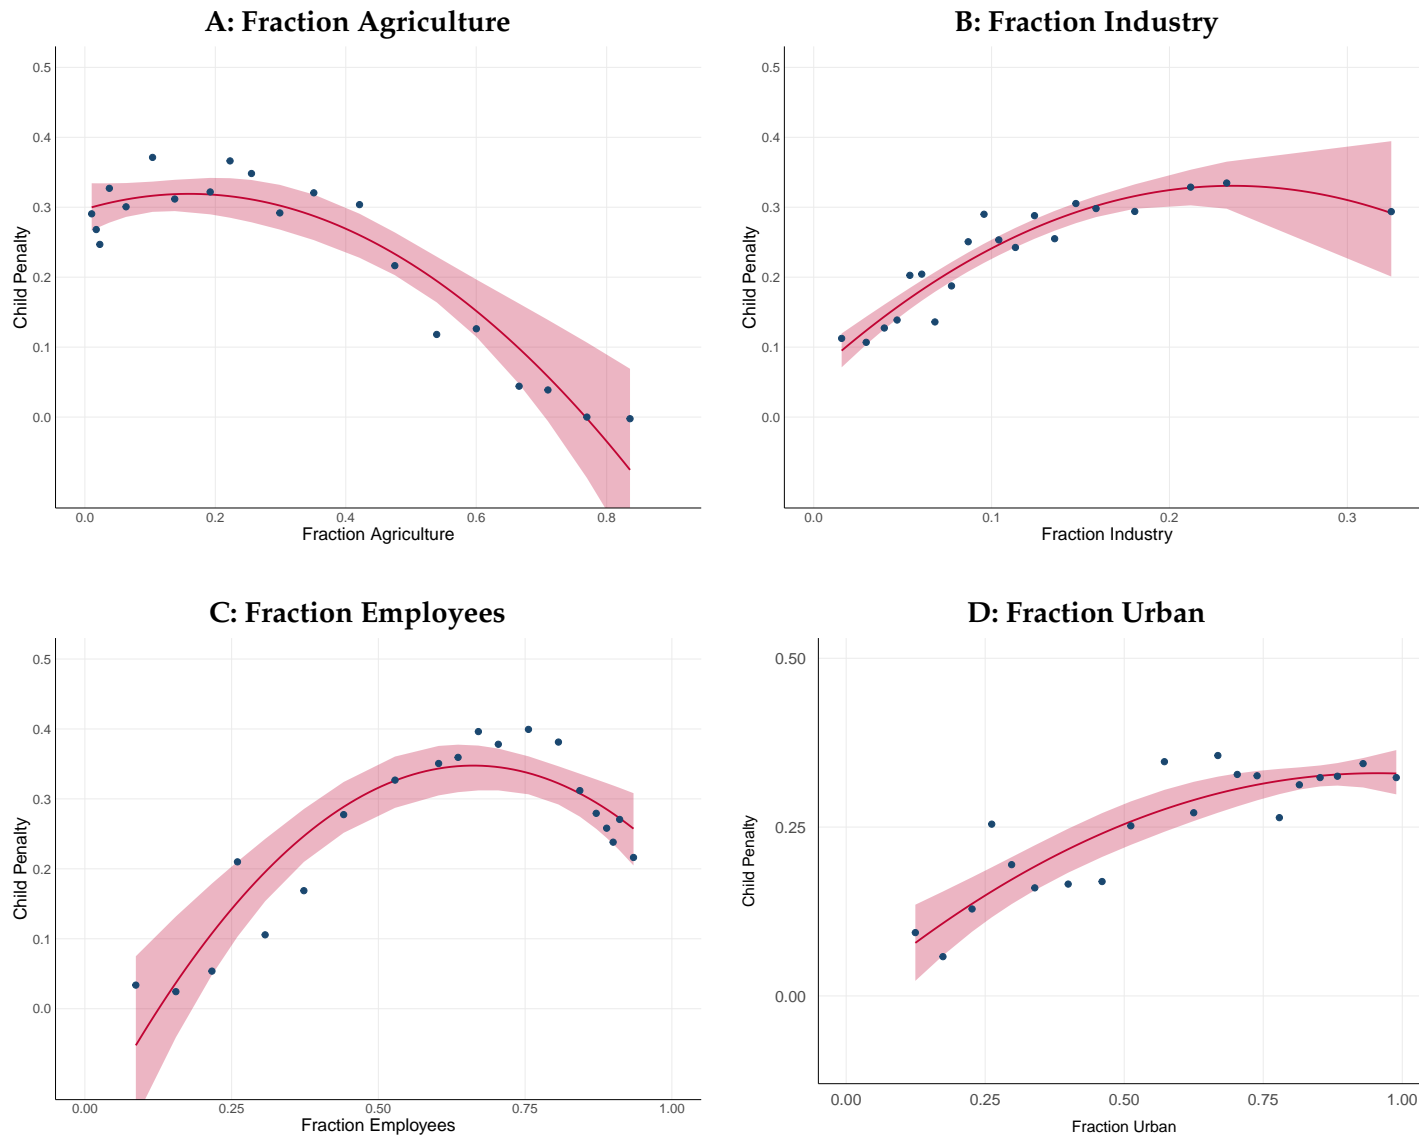 A: Fraction Agriculture
0.5
0.4
0.3
0.2
0.1
0.0
Child Penalty
0.0 0.2 0.4 0.6 0.8
Fraction Agriculture
B: Fraction Industry
0.5
0.4
0.3
0.2
0.1
0.0
Child Penalty
0.0 0.1 0.2 0.3
Fraction Industry
C: Fraction Employees
0.5
0.4
0.3
0.2
0.1
0.0
Child Penalty
0.00 0.25 0.50 0.75 1.00
Fraction Employees
D: Fraction Urban
0.50
0.25
0.00
Child Penalty
0.00 0.25 0.50 0.75 1.00
Fraction Urban